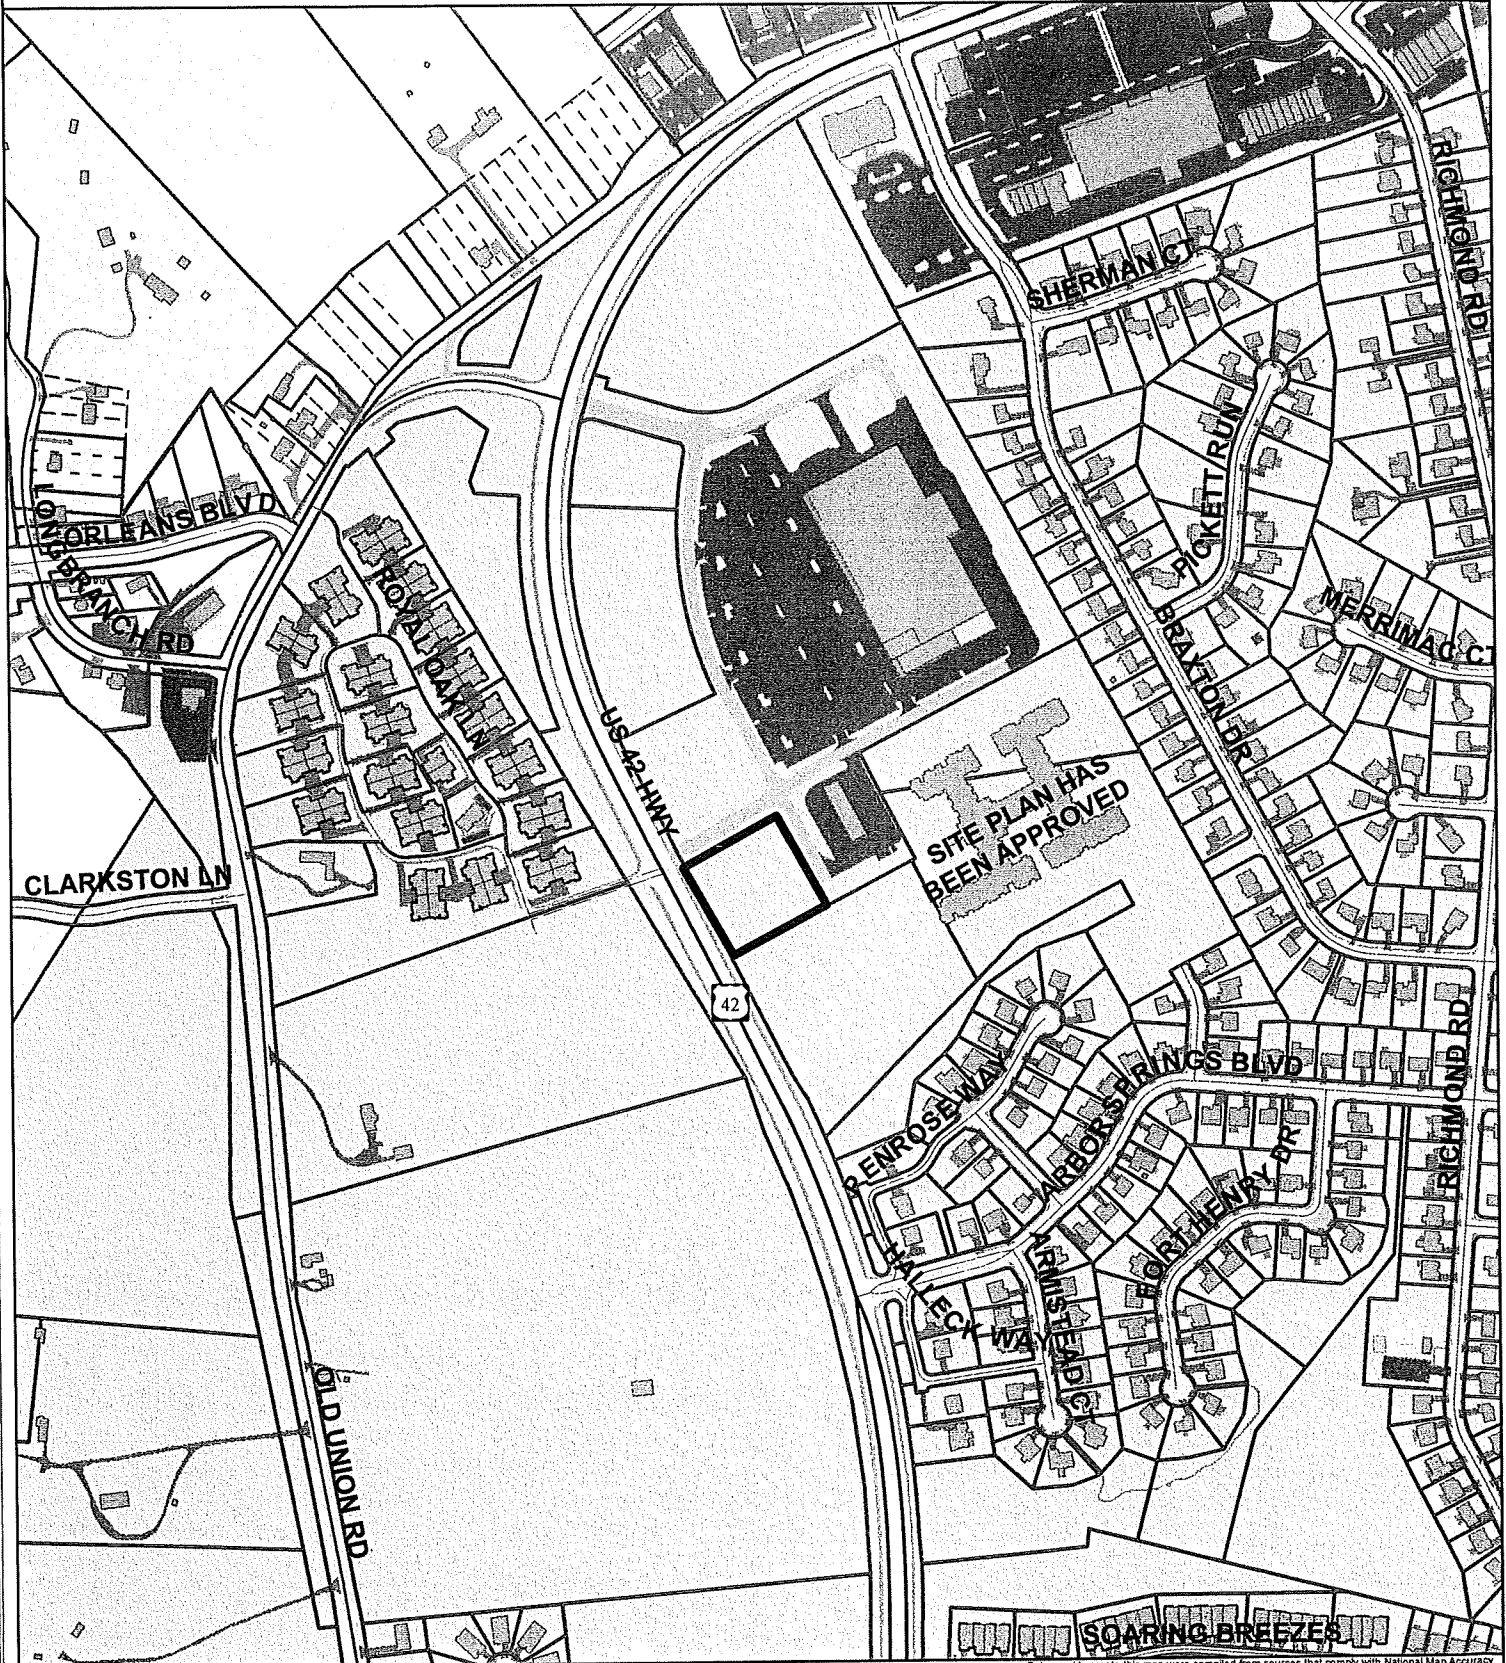 RICHMOND RD
SHERMAN CT
PICKETT RUN
LONGBRANCH RD
ORLEANS BLVD
ROYAL OAK LN
MERRIMAC CT
BRAXTON DR
US 42 HWY
SITE PLAN HAS
BEEN APPROVED
CLARKSTON LN
42
PENROSE WAY
ARBOR SPRINGS BLVD
RICHMOND RD
FORT HENRY DR
HALLECK WAY
ARMISTEAD CT
OLD UNION RD
SOARING BREEZES